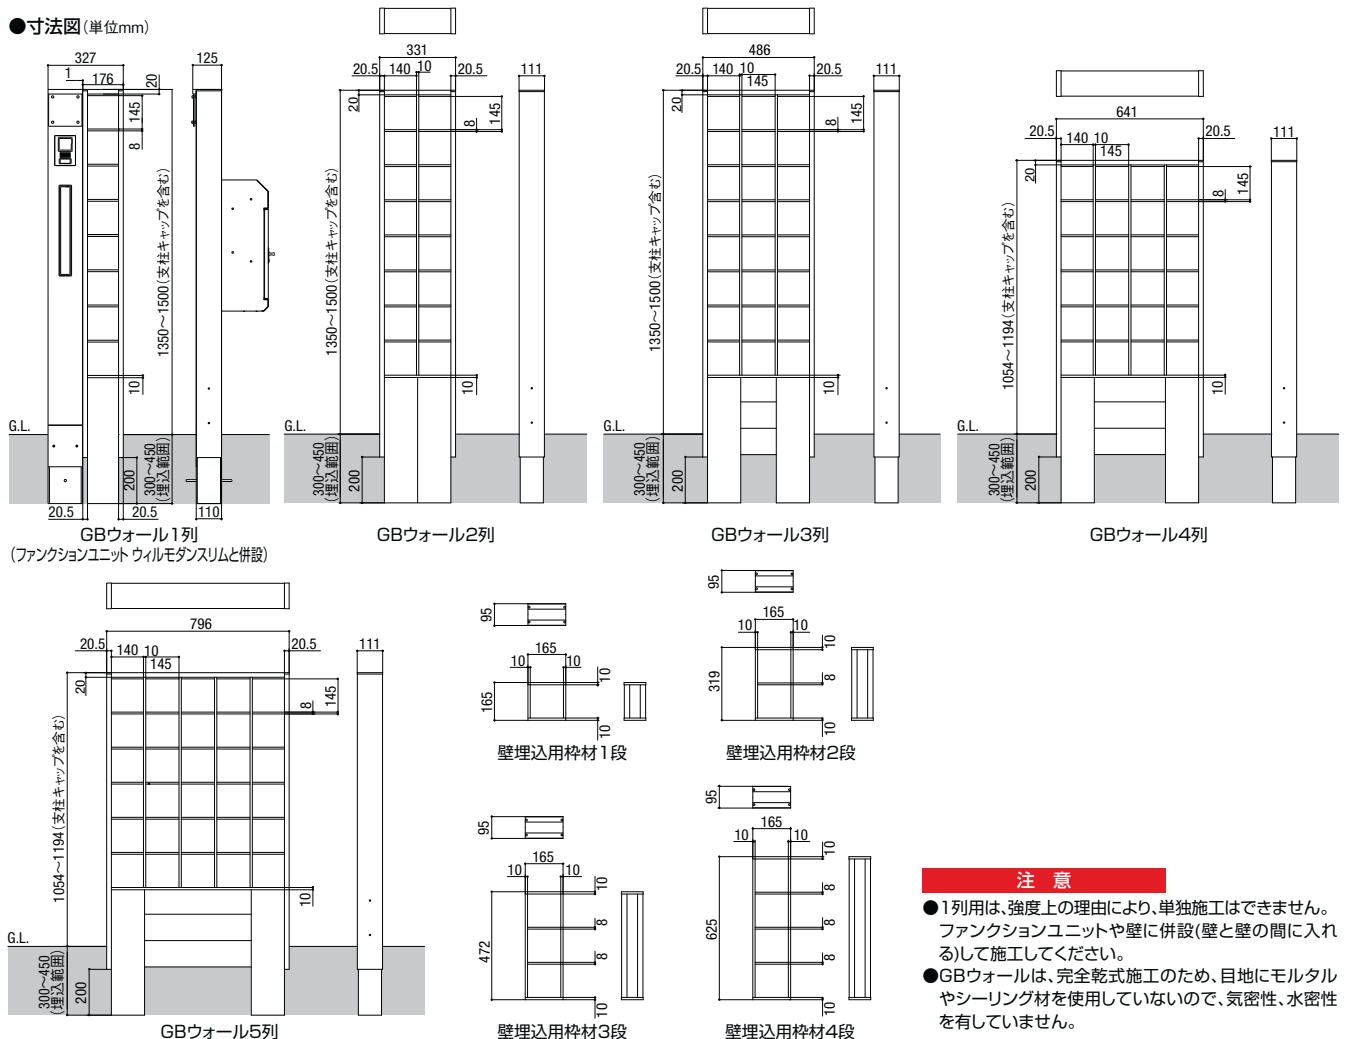 ●寸法図(単位mm)
327
1
176
20
145
8
1350〜1500(支柱キャップを含む)
10
G.L.
300〜450
(埋込範囲)
200
20.5
20.5
125
110
GBウォール1列
(ファンクションユニット ウィルモダンスリムと併設)
331
20.5
140
10
20.5
111
20
8
145
1350〜1500(支柱キャップ含む)
10
G.L.
300〜450
(埋込範囲)
200
GBウォール2列
486
20.5
140
10
145
20.5
111
20
8
145
1350〜1500(支柱キャップ含む)
10
G.L.
300〜450
(埋込範囲)
200
GBウォール3列
641
20.5
140
10
145
20.5
111
20
8
145
1054〜1194(支柱キャップを含む)
10
G.L.
300〜450
(埋込範囲)
200
GBウォール4列
796
20.5
140
10
145
20.5
111
20
8
145
1054〜1194(支柱キャップを含む)
10
G.L.
300〜450
(埋込範囲)
200
GBウォール5列
95
165
10
10
10
165
10
壁埋込用枠材1段
95
165
10
10
10
319
8
10
壁埋込用枠材2段
95
165
10
10
10
8
472
8
10
壁埋込用枠材3段
95
165
10
10
10
8
625
8
8
10
壁埋込用枠材4段
注 意
●1列用は、強度上の理由により、単独施工はできません。
ファンクションユニットや壁に併設(壁と壁の間に入れ
る)して施工してください。
●GBウォールは、完全乾式施工のため、目地にモルタル
やシーリング材を使用していないので、気密性、水密性
を有していません。